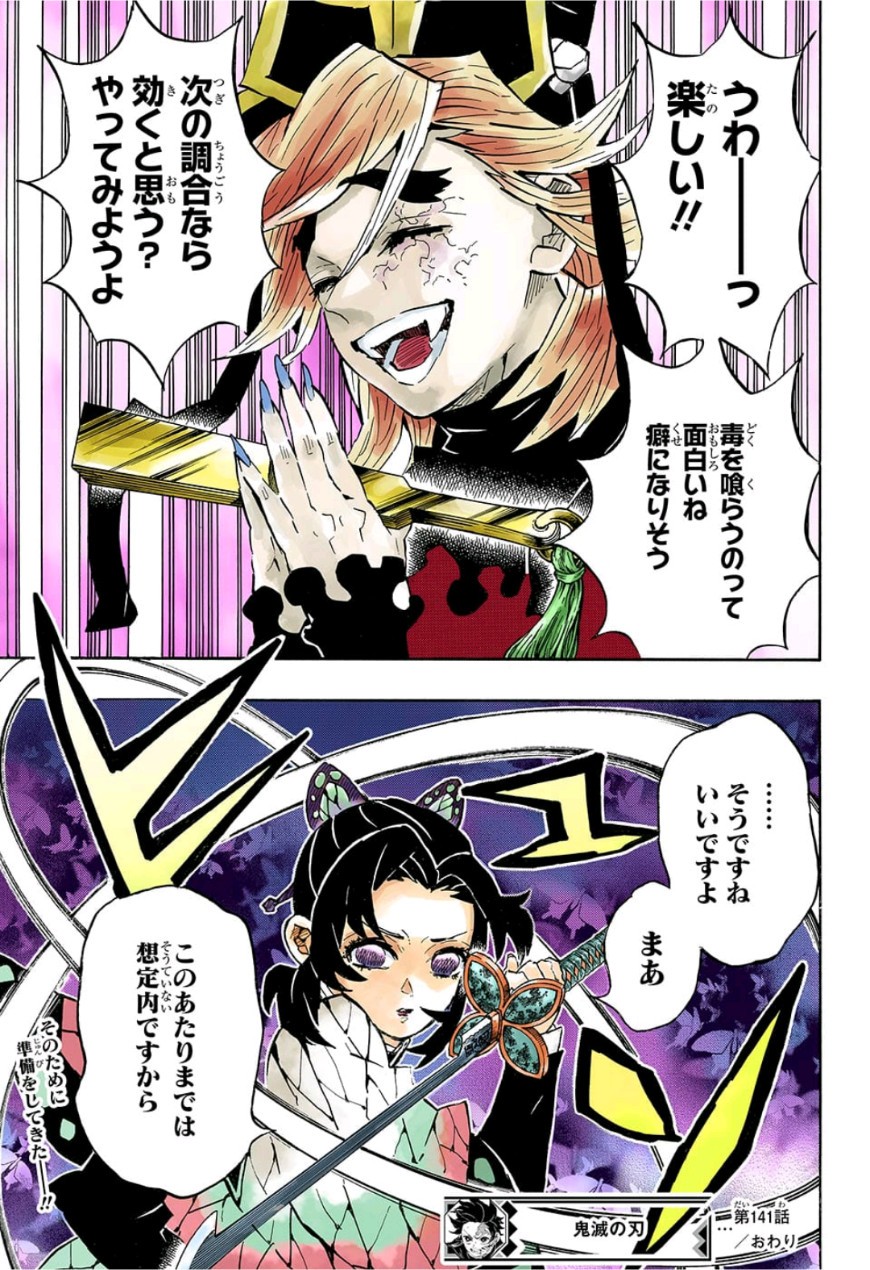 うわーーっ
楽しい!!
毒を喰らうのって
面白いね
癖になりそう
次の調合なら
効くと思う?
やってみようよ
……
そうですね
いいですよ
まあ
このあたりまでは
想定内ですから
そのために
準備をしてきた——!!
鬼滅の刃
…第141話
／おわり